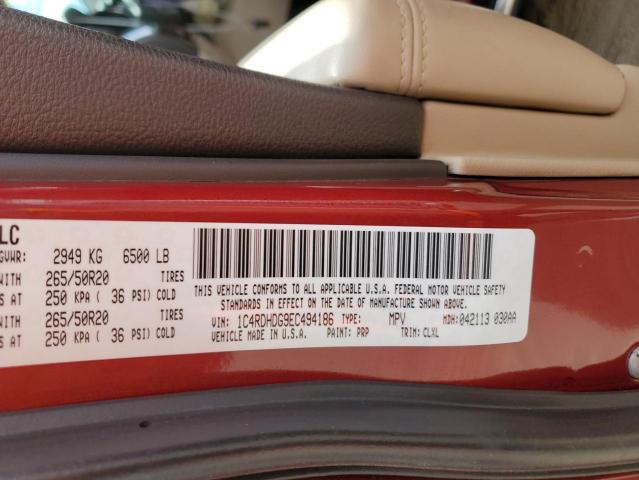 LC
GVWR: 2949 KG 6500 LB
WITH 265/50R20 TIRES
S AT 250 KPA ( 36 PSI) COLD
WITH 265/50R20 TIRES
S AT 250 KPA ( 36 PSI) COLD
THIS VEHICLE CONFORMS TO ALL APPLICABLE U.S.A. FEDERAL MOTOR VEHICLE SAFETY
STANDARDS IN EFFECT ON THE DATE OF MANUFACTURE SHOWN ABOVE.
VIN: 1C4RDHDG9EC494186 TYPE: MPV MDH: 042113 030AA
VEHICLE MADE IN U.S.A. PAINT: PRP TRIM: CLXL